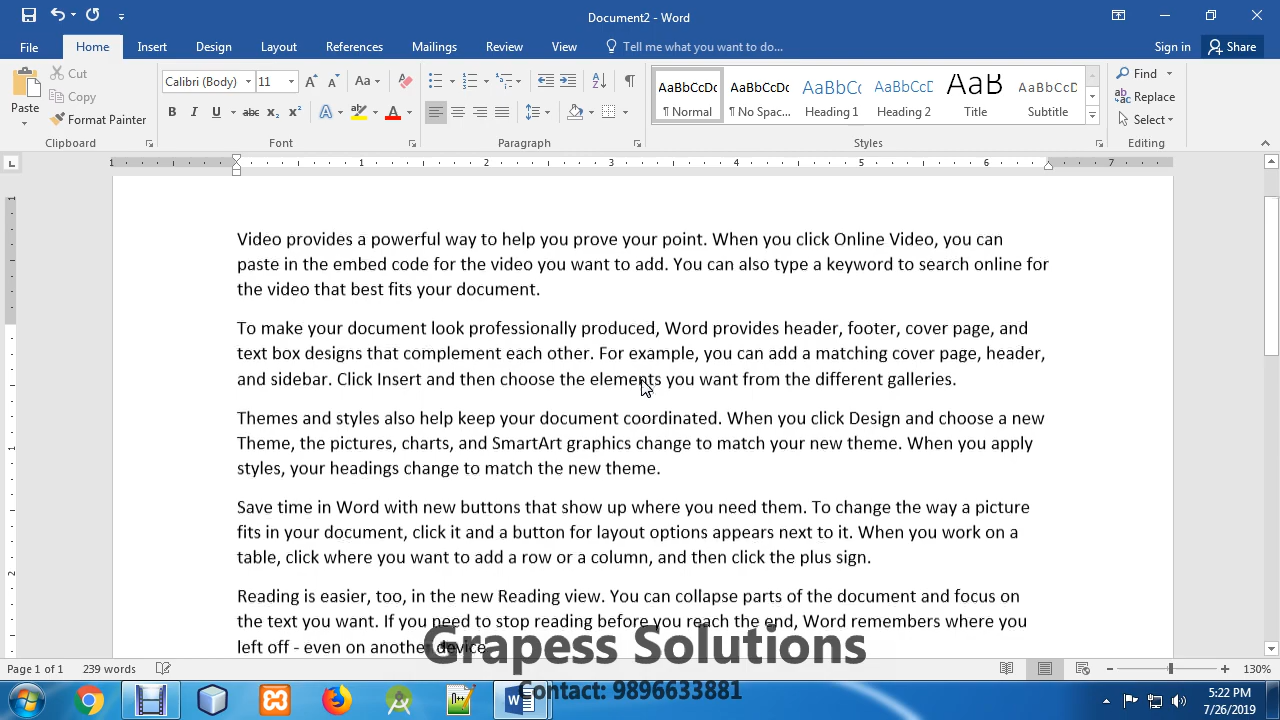 Document2 - Word
File Home Insert Design Layout References Mailings Review View Tell me what you want to do... Sign in Share
Paste
Cut
Copy
Format Painter
Clipboard
Calibri (Body) 11
Aa
B I U abc x₂ x²
A A
Font
Paragraph
AaBbCcDc AaBbCcDc AaBbCc AaBbCcD AaB AaBbCcD
¶ Normal ¶ No Spac... Heading 1 Heading 2 Title Subtitle
Styles
Find
Replace
Select
Editing
1 1 2 3 4 5 6 7
Video provides a powerful way to help you prove your point. When you click Online Video, you can
paste in the embed code for the video you want to add. You can also type a keyword to search online for
the video that best fits your document.
To make your document look professionally produced, Word provides header, footer, cover page, and
text box designs that complement each other. For example, you can add a matching cover page, header,
and sidebar. Click Insert and then choose the elements you want from the different galleries.
Themes and styles also help keep your document coordinated. When you click Design and choose a new
Theme, the pictures, charts, and SmartArt graphics change to match your new theme. When you apply
styles, your headings change to match the new theme.
Save time in Word with new buttons that show up where you need them. To change the way a picture
fits in your document, click it and a button for layout options appears next to it. When you work on a
table, click where you want to add a row or a column, and then click the plus sign.
Reading is easier, too, in the new Reading view. You can collapse parts of the document and focus on
the text you want. If you need to stop reading before you reach the end, Word remembers where you
left off - even on another device.
Grapess Solutions
Contact: 9896633881
Page 1 of 1 239 words 130%
5:22 PM
7/26/2019